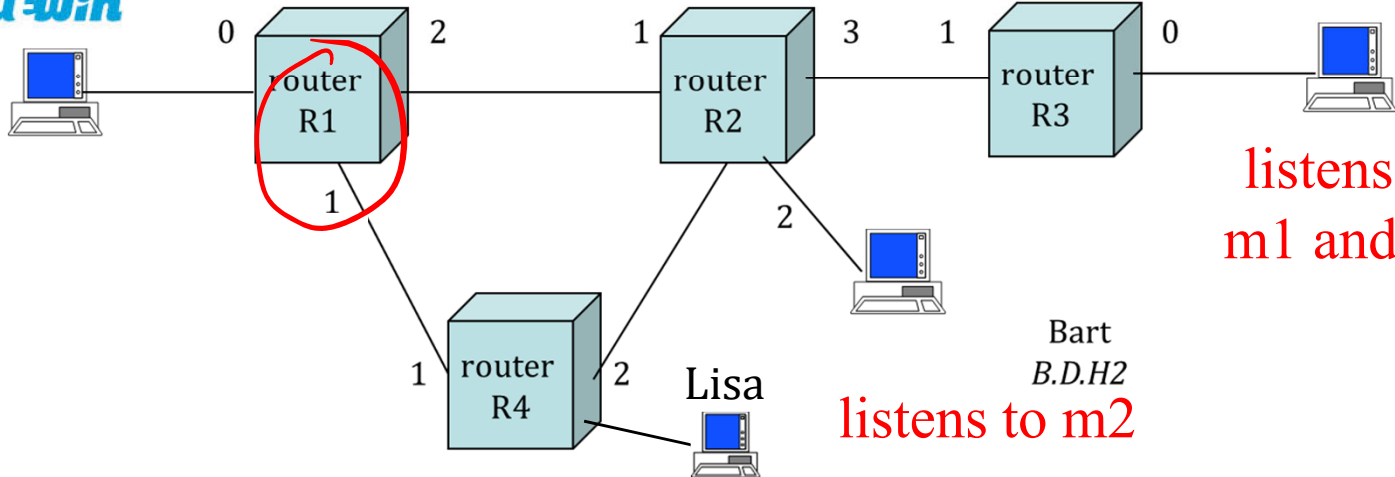 0
2
1
3
1
0
router
R1
router
R2
router
R3
1
2
listens
m1 and
1
router
R4
2
Lisa
Bart
B.D.H2
listens to m2